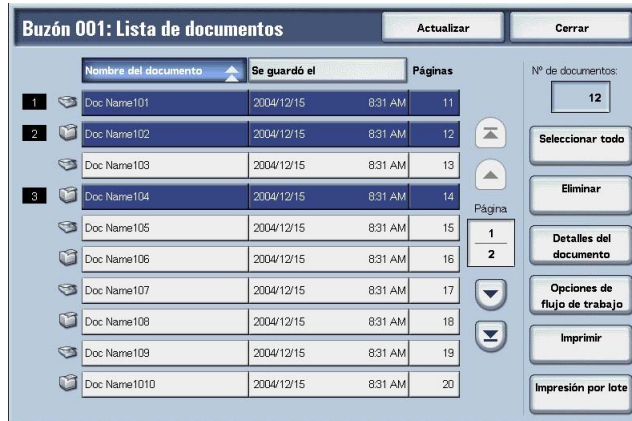 Buzón 001: Lista de documentos
Actualizar
Cerrar
Nombre del documento Se guardó el Páginas
Nº de documentos:
12
1 Doc Name101 2004/12/15 8:31 AM 11
2 Doc Name102 2004/12/15 8:31 AM 12
Doc Name103 2004/12/15 8:31 AM 13
3 Doc Name104 2004/12/15 8:31 AM 14
Doc Name105 2004/12/15 8:31 AM 15
Doc Name106 2004/12/15 8:31 AM 16
Doc Name107 2004/12/15 8:31 AM 17
Doc Name108 2004/12/15 8:31 AM 18
Doc Name109 2004/12/15 8:31 AM 19
Doc Name1010 2004/12/15 8:31 AM 20
Página
1
2
Seleccionar todo
Eliminar
Detalles del
documento
Opciones de
flujo de trabajo
Imprimir
Impresión por lote